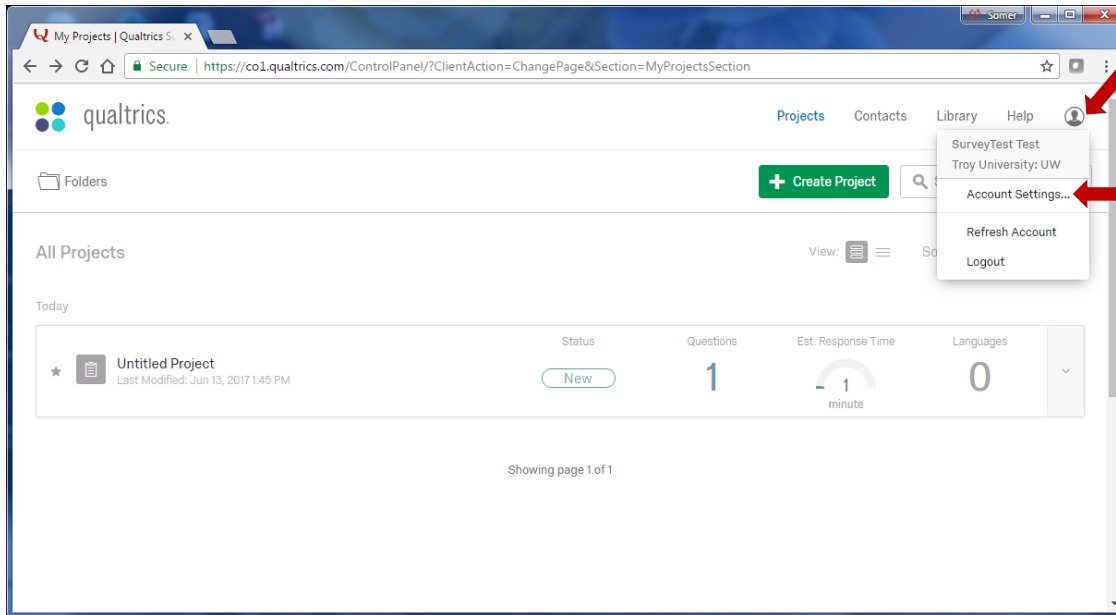 Somer
My Projects | Qualtrics Su
Secure | https://co1.qualtrics.com/ControlPanel/?ClientAction=ChangePage&Section=MyProjectsSection
qualtrics.
Projects Contacts Library Help
SurveyTest Test
Troy University: UW
Folders
Create Project
Account Settings...
Refresh Account
All Projects
View:
So
Logout
Today
Status Questions Est. Response Time Languages
Untitled Project
Last Modified: Jun 13, 2017 1:45 PM
New 1 1 0
minute
Showing page 1 of 1